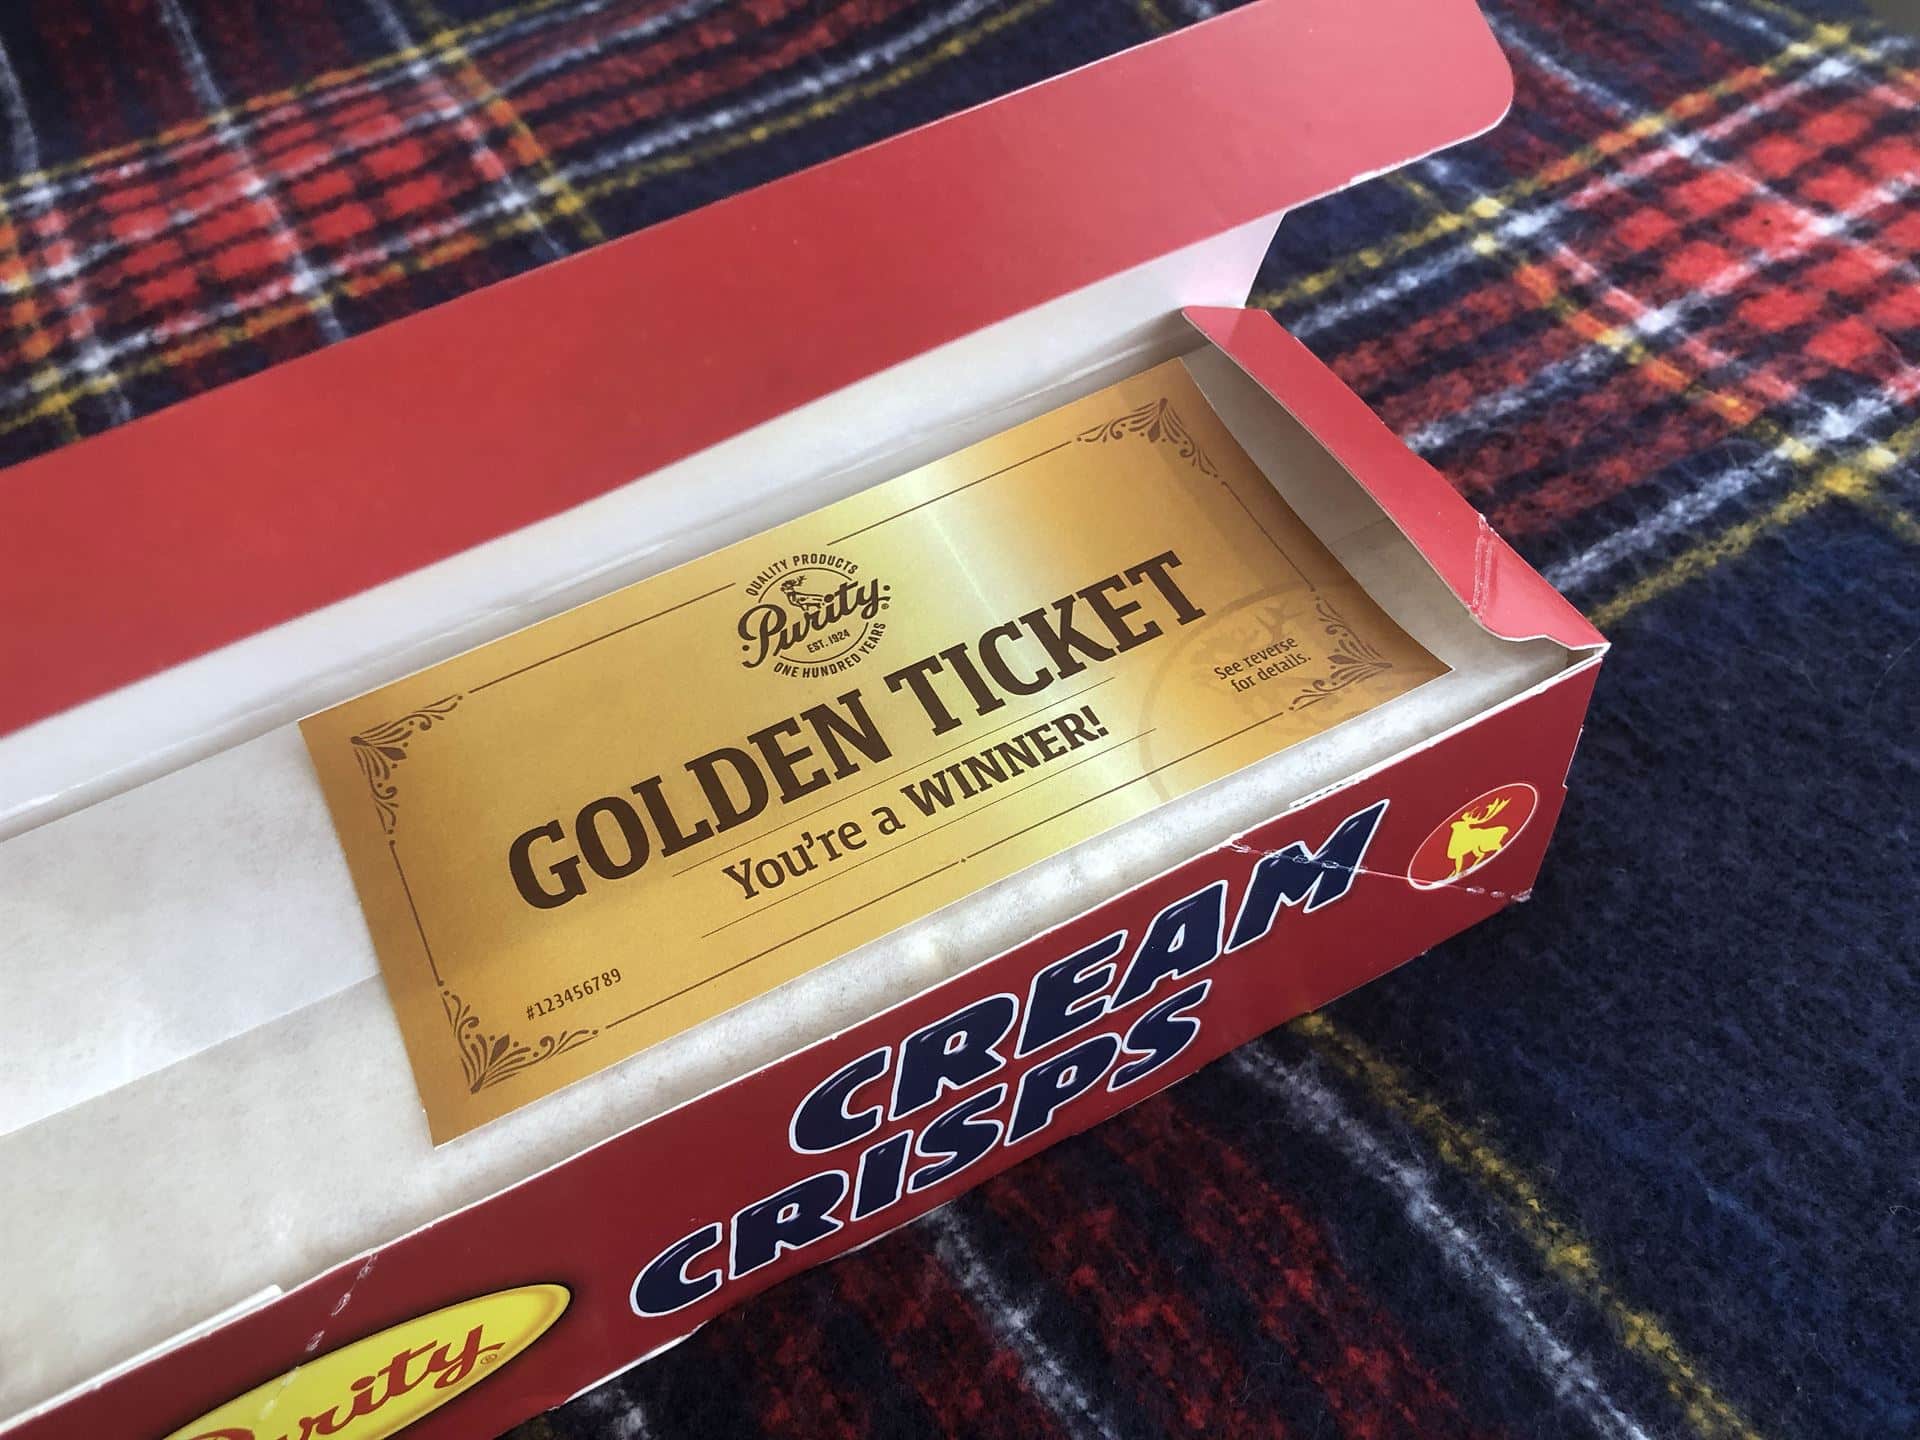 QUALITY PRODUCTS
Purity
EST. 1924
ONE HUNDRED YEARS
GOLDEN TICKET
You're a WINNER!
See reverse
for details.
#123456789
CREAM
CRISPS
Purity